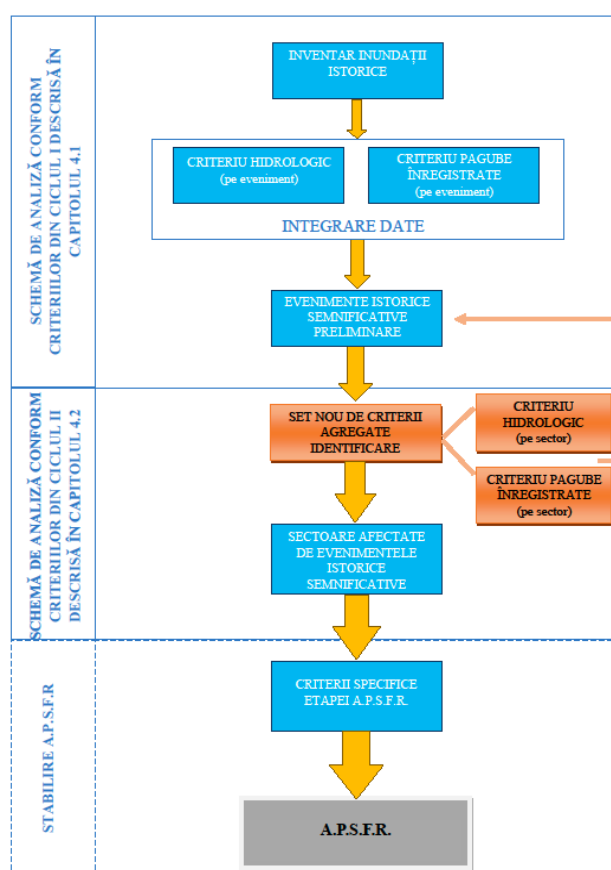 SCHEMĂ DE ANALIZĂ CONFORM
CRITERIILOR DIN CICLUL I DESCRISĂ ÎN
CAPITOLUL 4.1
INVENTAR INUNDAȚII
ISTORICE
CRITERIU HIDROLOGIC
(pe eveniment)
CRITERIU PAGUBE
ÎNREGISTRATE
(pe eveniment)
INTEGRARE DATE
EVENIMENTE ISTORICE
SEMNIFICATIVE
PRELIMINARE
SCHEMĂ DE ANALIZĂ CONFORM
CRITERIILOR DIN CICLUL II
DESCRISĂ ÎN CAPITOLUL 4.2
SET NOU DE CRITERII
AGREGATE
IDENTIFICARE
CRITERIU
HIDROLOGIC
(pe sector)
CRITERIU PAGUBE
ÎNREGISTRATE
(pe sector)
SECTOARE AFECTATE
DE EVENIMENTELE
ISTORICE
SEMNIFICATIVE
STABILIRE A.P.S.F.R
CRITERII SPECIFICE
ETAPEI A.P.S.F.R.
A.P.S.F.R.